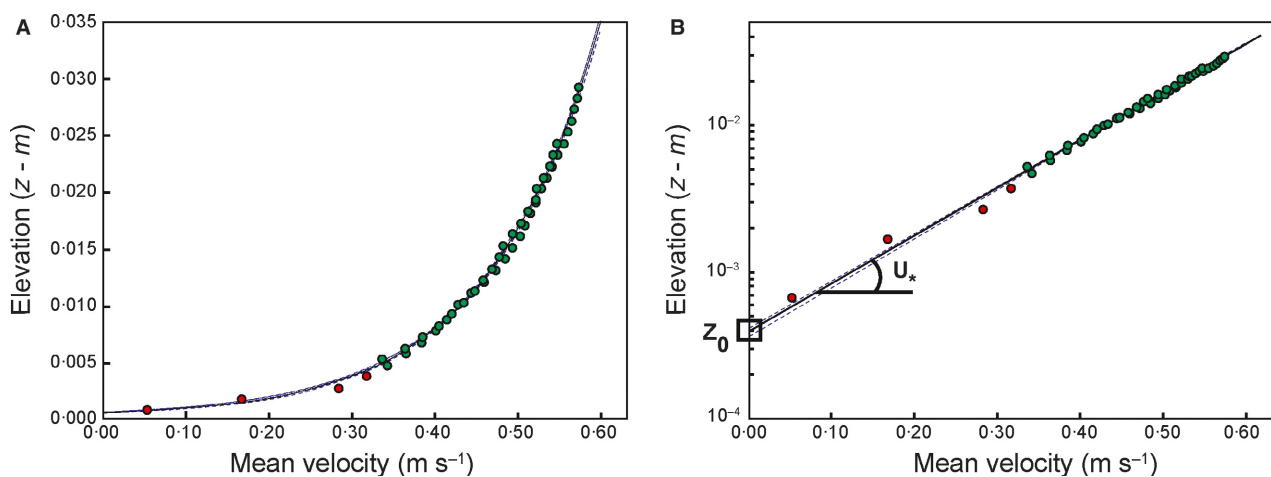 A
0·035
0·030
0·025
0·020
0·015
0·010
0·005
0·000
Elevation (z - m)
0·00 0·10 0·20 0·30 0·40 0·50 0·60
Mean velocity (m s⁻¹)
B
10⁻²
10⁻³
10⁻⁴
Elevation (z - m)
U*
Z₀
0·00 0·10 0·20 0·30 0·40 0·50 0·60
Mean velocity (m s⁻¹)